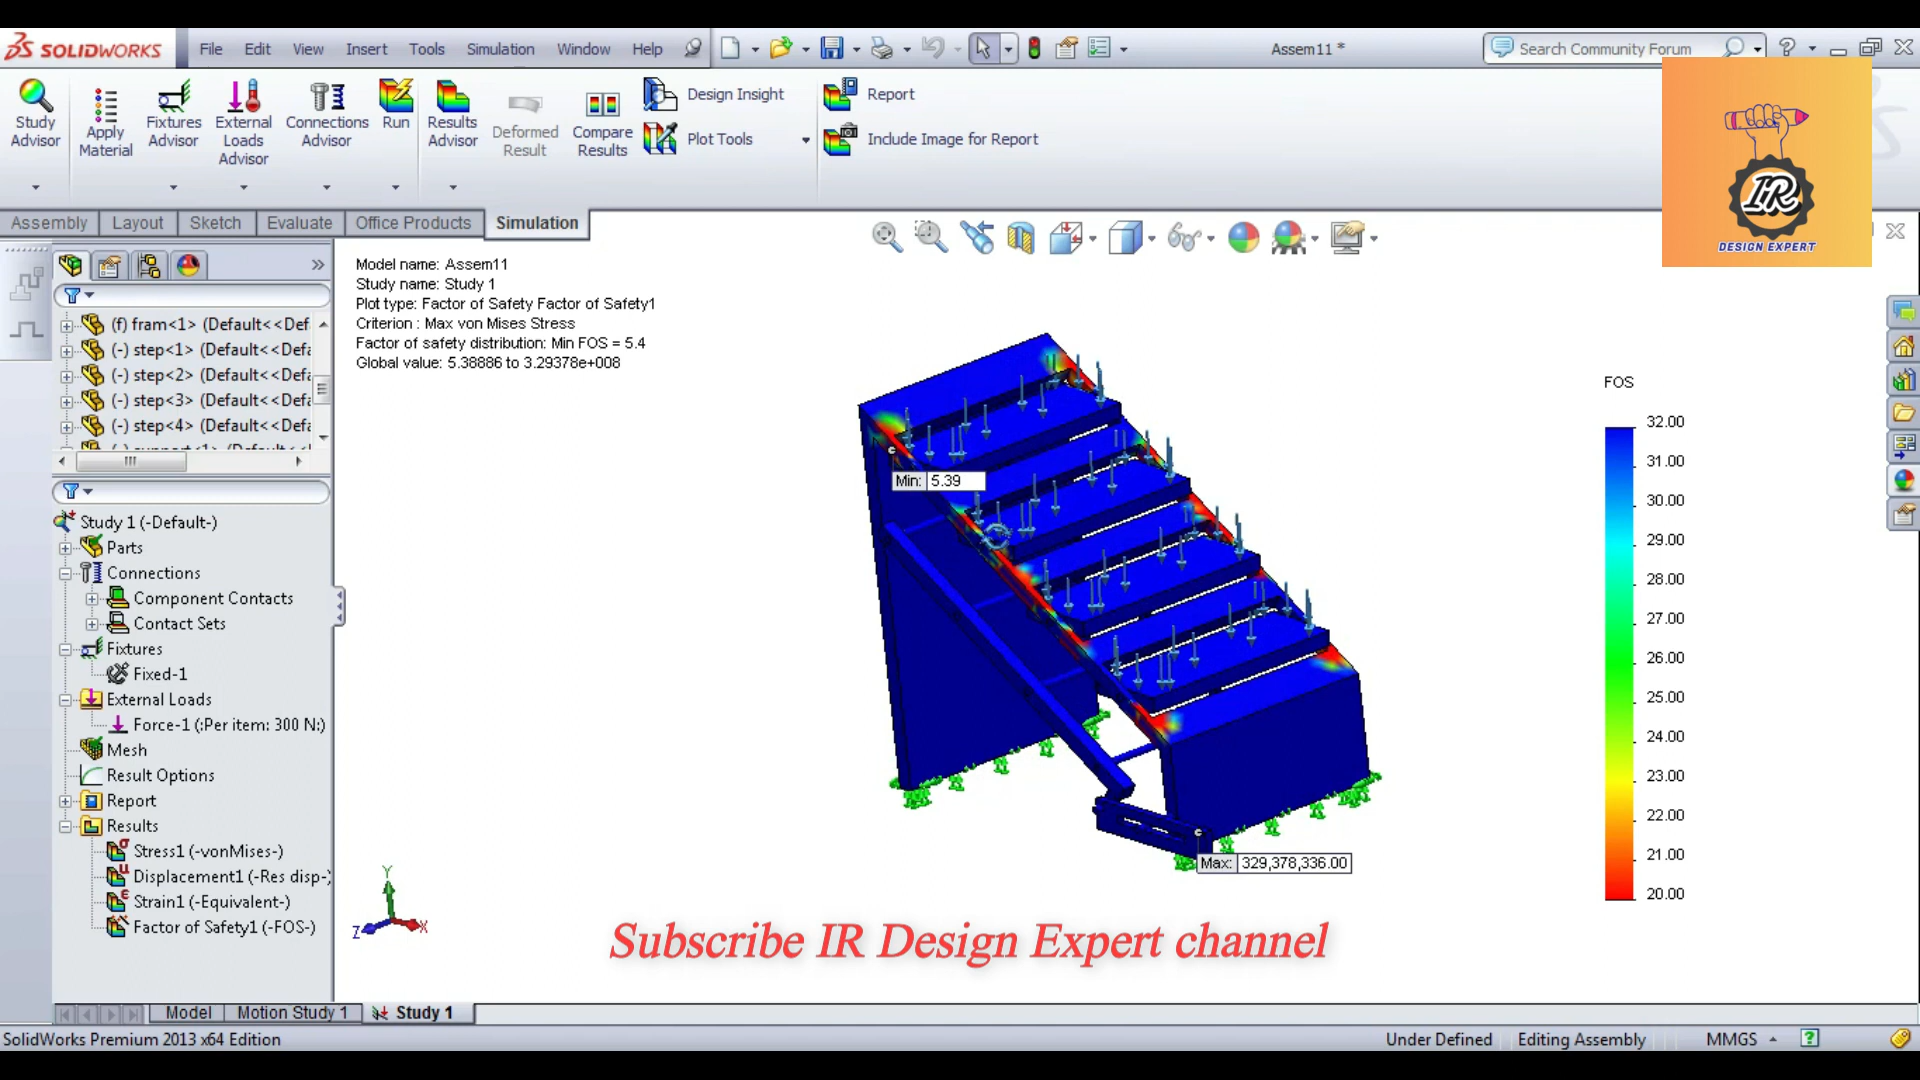 SOLIDWORKS File Edit View Insert Tools Simulation Window Help Assem11 * Search Community Forum
Study Advisor
Apply Material
Fixtures Advisor
External Loads Advisor
Connections Advisor
Run
Results Advisor
Deformed Result
Compare Results
Design Insight
Plot Tools
Report
Include Image for Report
IR
DESIGN EXPERT
Assembly Layout Sketch Evaluate Office Products Simulation
(f) fram<1> (Default<<Def
(-) step<1> (Default<<Defa
(-) step<2> (Default<<Defa
(-) step<3> (Default<<Defa
(-) step<4> (Default<<Defa
Study 1 (-Default-)
Parts
Connections
Component Contacts
Contact Sets
Fixtures
Fixed-1
External Loads
Force-1 (:Per item: 300 N:)
Mesh
Result Options
Report
Results
Stress1 (-vonMises-)
Displacement1 (-Res disp-)
Strain1 (-Equivalent-)
Factor of Safety1 (-FOS-)
Model name: Assem11
Study name: Study 1
Plot type: Factor of Safety Factor of Safety1
Criterion : Max von Mises Stress
Factor of safety distribution: Min FOS = 5.4
Global value: 5.38886 to 3.29378e+008
Min: 5.39
Max: 329,378,336.00
FOS
32.00
31.00
30.00
29.00
28.00
27.00
26.00
25.00
24.00
23.00
22.00
21.00
20.00
Y
Z
X
Subscribe IR Design Expert channel
Model Motion Study 1 Study 1
SolidWorks Premium 2013 x64 Edition Under Defined Editing Assembly MMGS